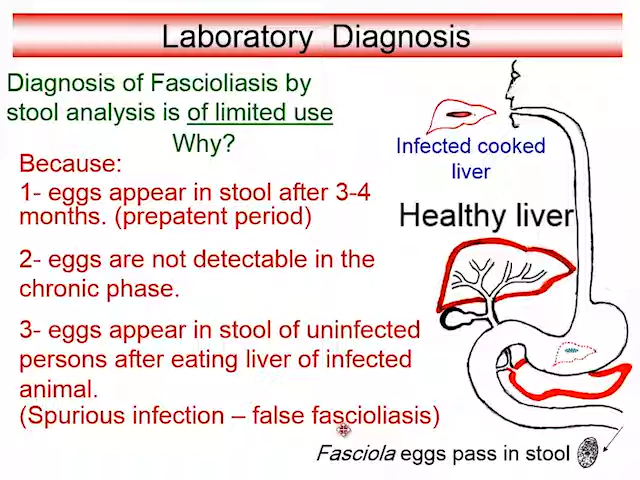 Laboratory Diagnosis
Diagnosis of Fascioliasis by
stool analysis is of limited use
Why?
Because:
1- eggs appear in stool after 3-4
months. (prepatent period)
2- eggs are not detectable in the
chronic phase.
3- eggs appear in stool of uninfected
persons after eating liver of infected
animal.
(Spurious infection – false fascioliasis)
Infected cooked
liver
Healthy liver
Fasciola eggs pass in stool